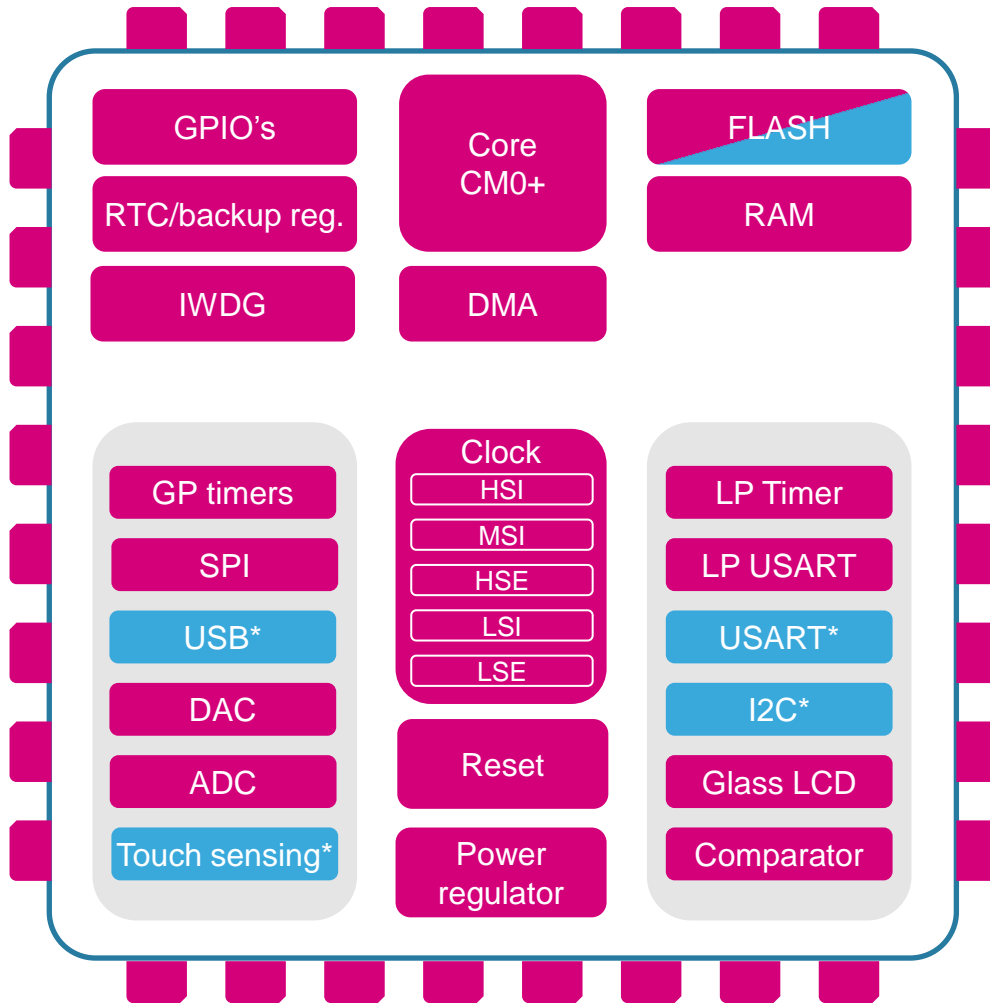 GPIO’s
RTC/backup reg.
IWDG
Core
CM0+
DMA
FLASH
RAM
GP timers
SPI
USB*
DAC
ADC
Touch sensing*
Clock
HSI
MSI
HSE
LSI
LSE
Reset
Power
regulator
LP Timer
LP USART
USART*
I2C*
Glass LCD
Comparator